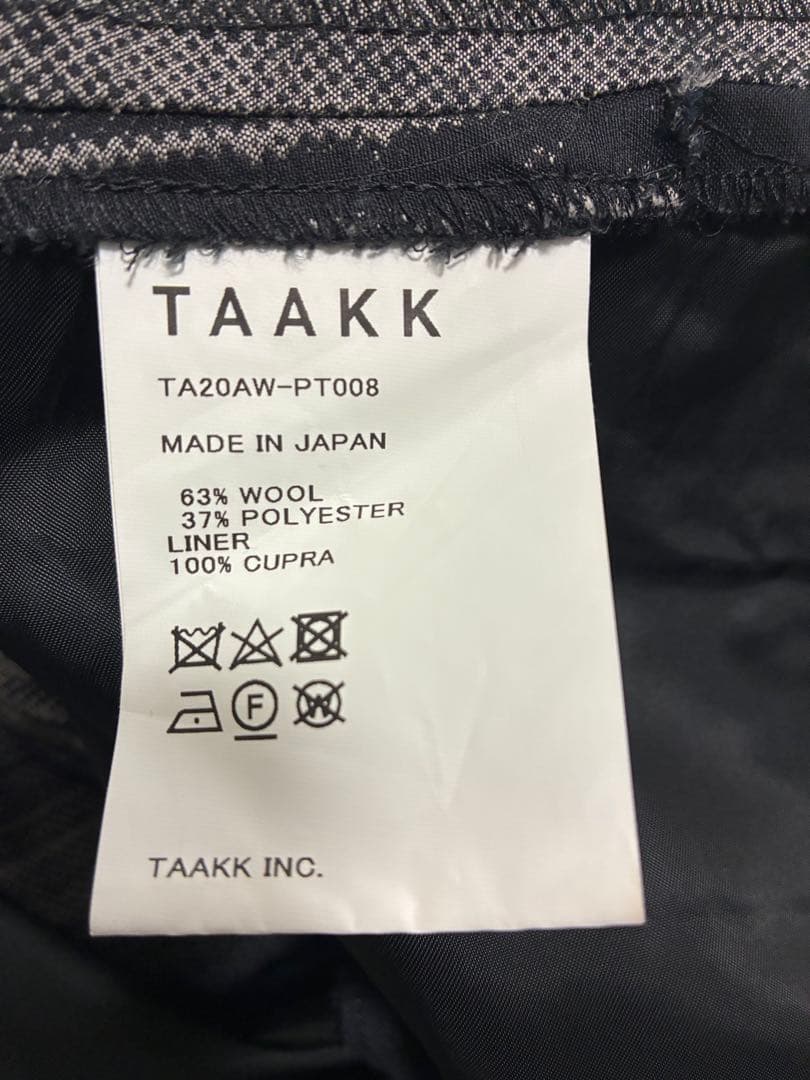 TAAKK
TA20AW-PT008
MADE IN JAPAN
63% WOOL
37% POLYESTER
LINER
100% CUPRA
F
W
TAAKK INC.